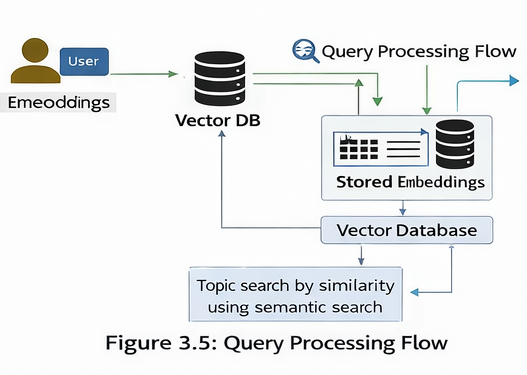 User
Emeoddings
Vector DB
Query Processing Flow
Stored Embeddings
Vector Database
Topic search by similarity
using semantic search
Figure 3.5: Query Processing Flow